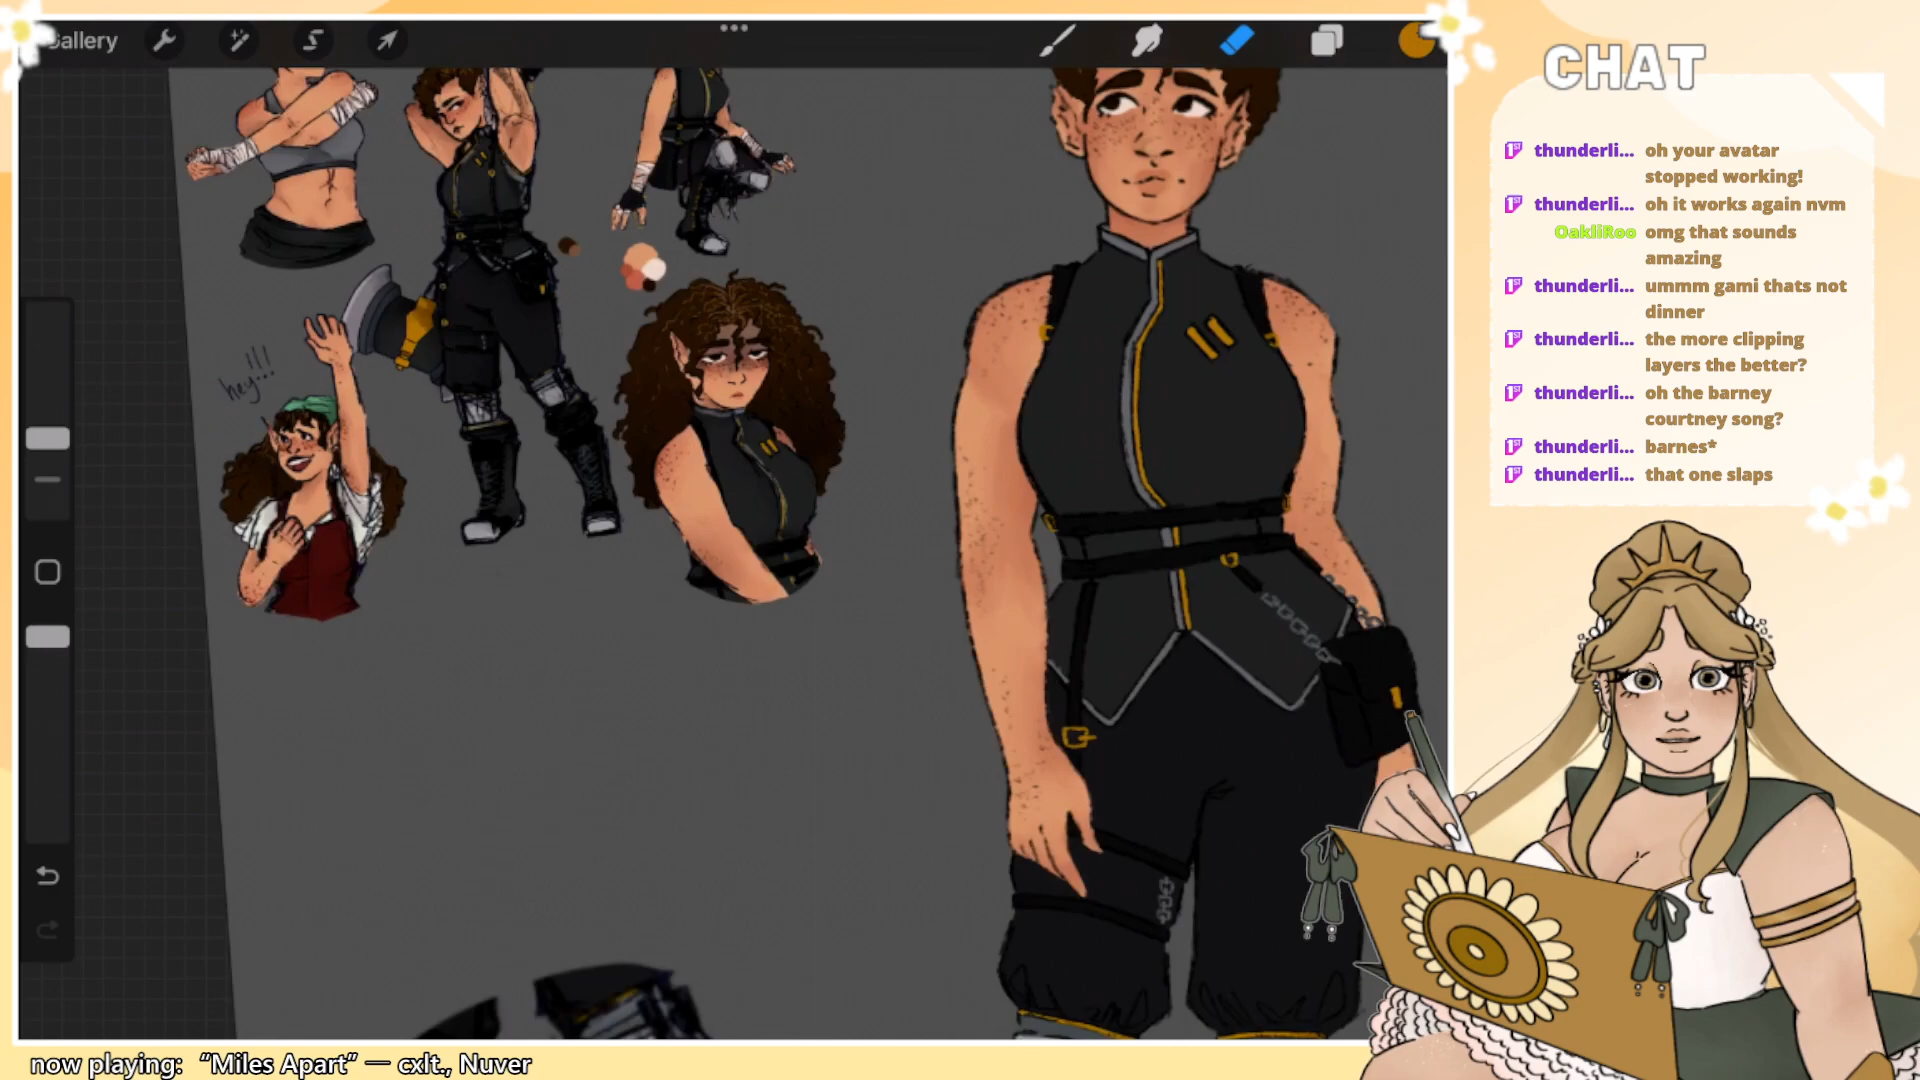 Gallery
CHAT
thunderli... oh your avatar
stopped working!
thunderli... oh it works again nvm
OakliRoo omg that sounds
amazing
thunderli... ummm gami thats not
dinner
thunderli... the more clipping
layers the better?
thunderli... oh the barney
courtney song?
thunderli... barnes*
thunderli... that one slaps
hey!!!
now playing: “Miles Apart” — cxlt., Nuver